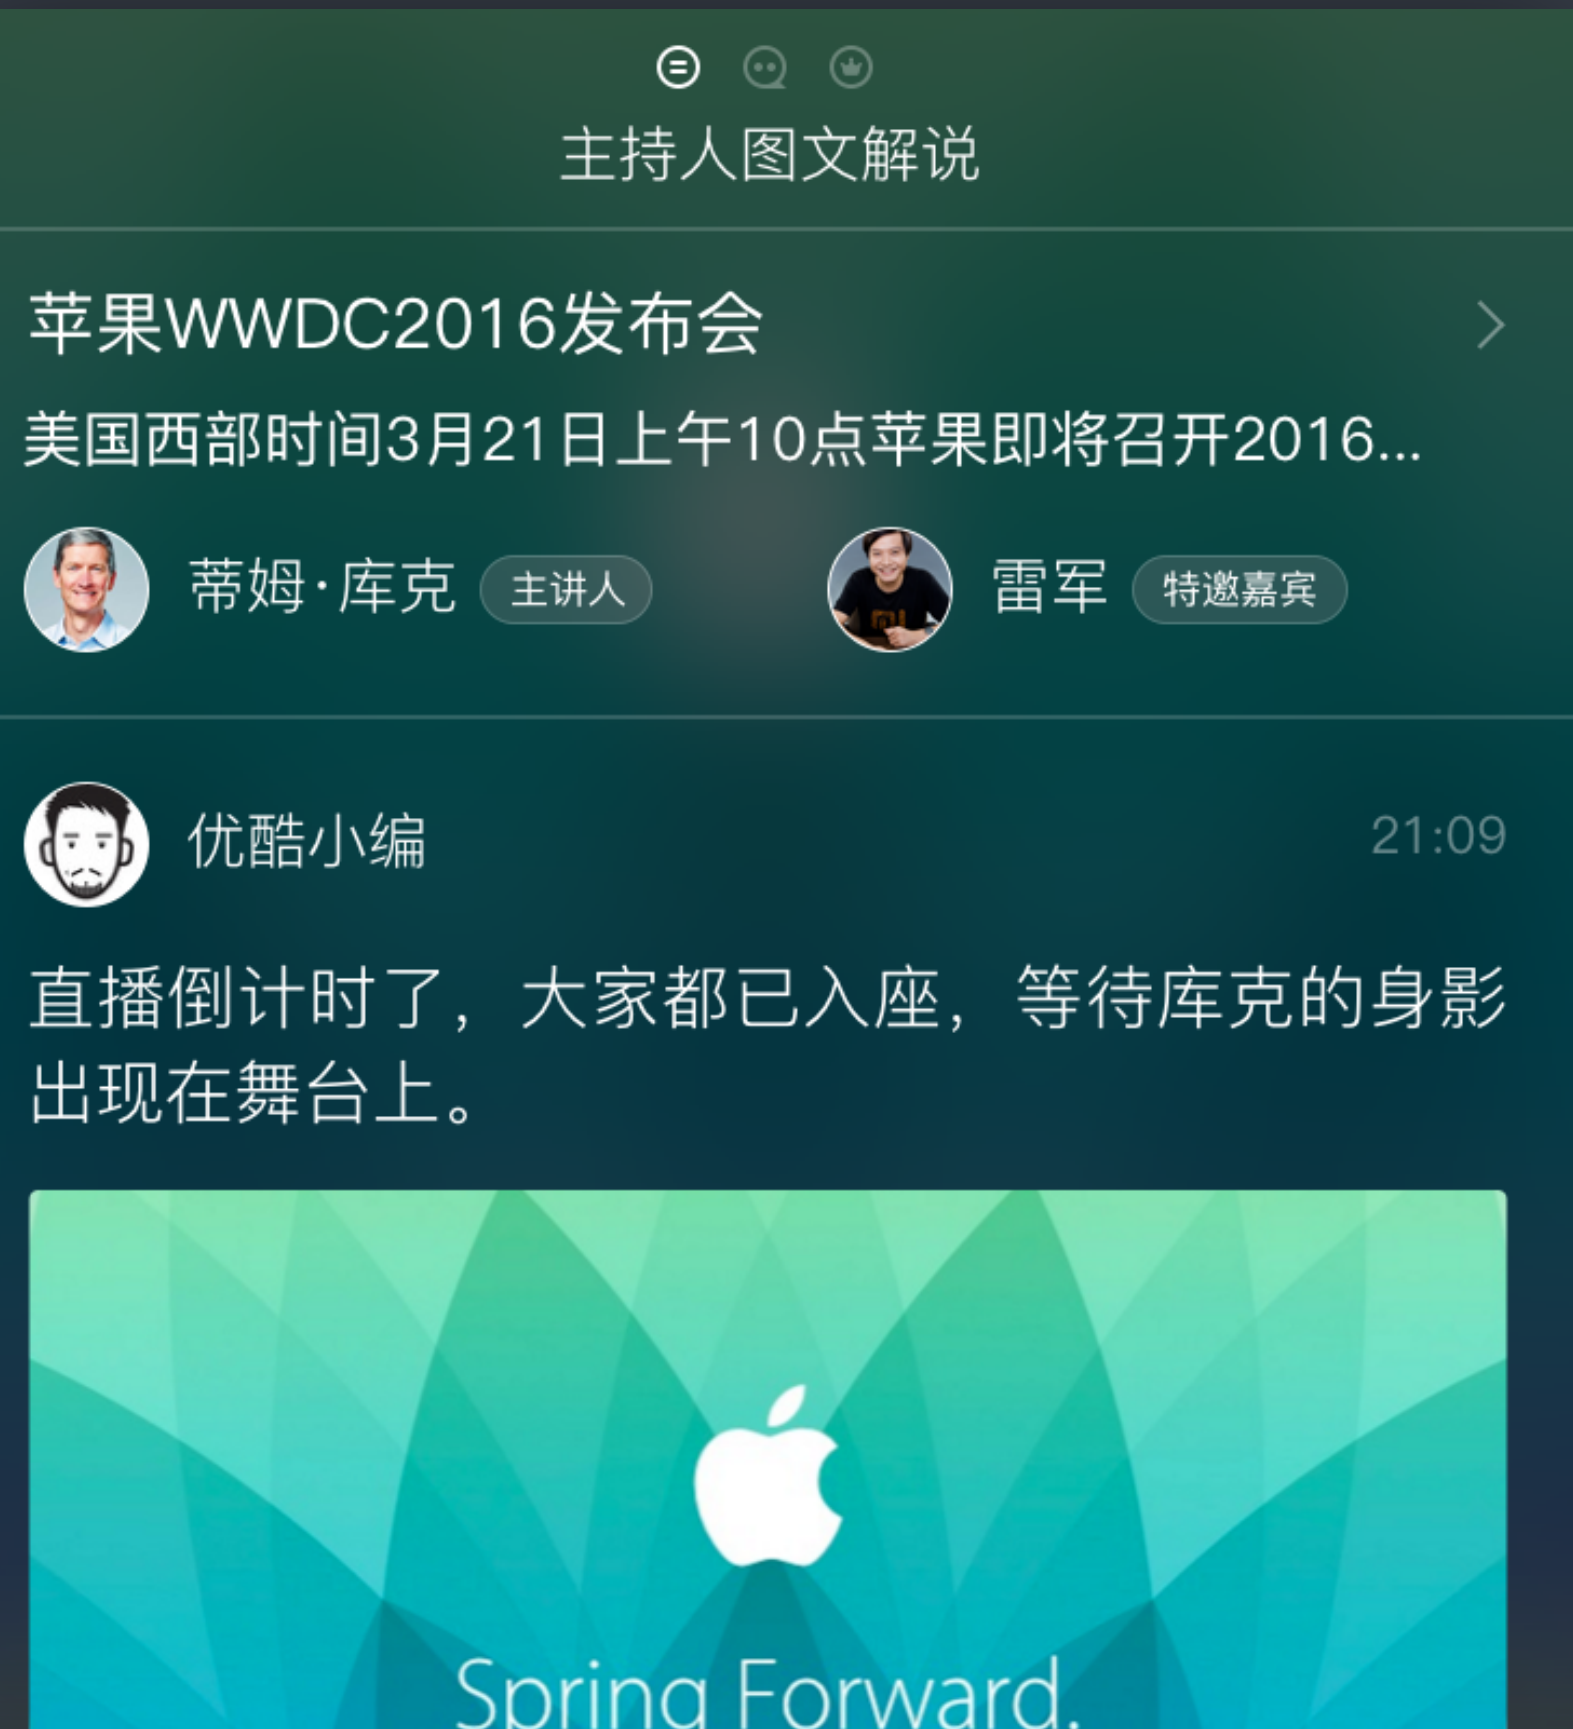 主持人图文解说
苹果WWDC2016发布会
美国西部时间3月21日上午10点苹果即将召开2016...
蒂姆·库克 主讲人 雷军 特邀嘉宾
优酷小编 21:09
直播倒计时了，大家都已入座，等待库克的身影
出现在舞台上。
Spring Forward.